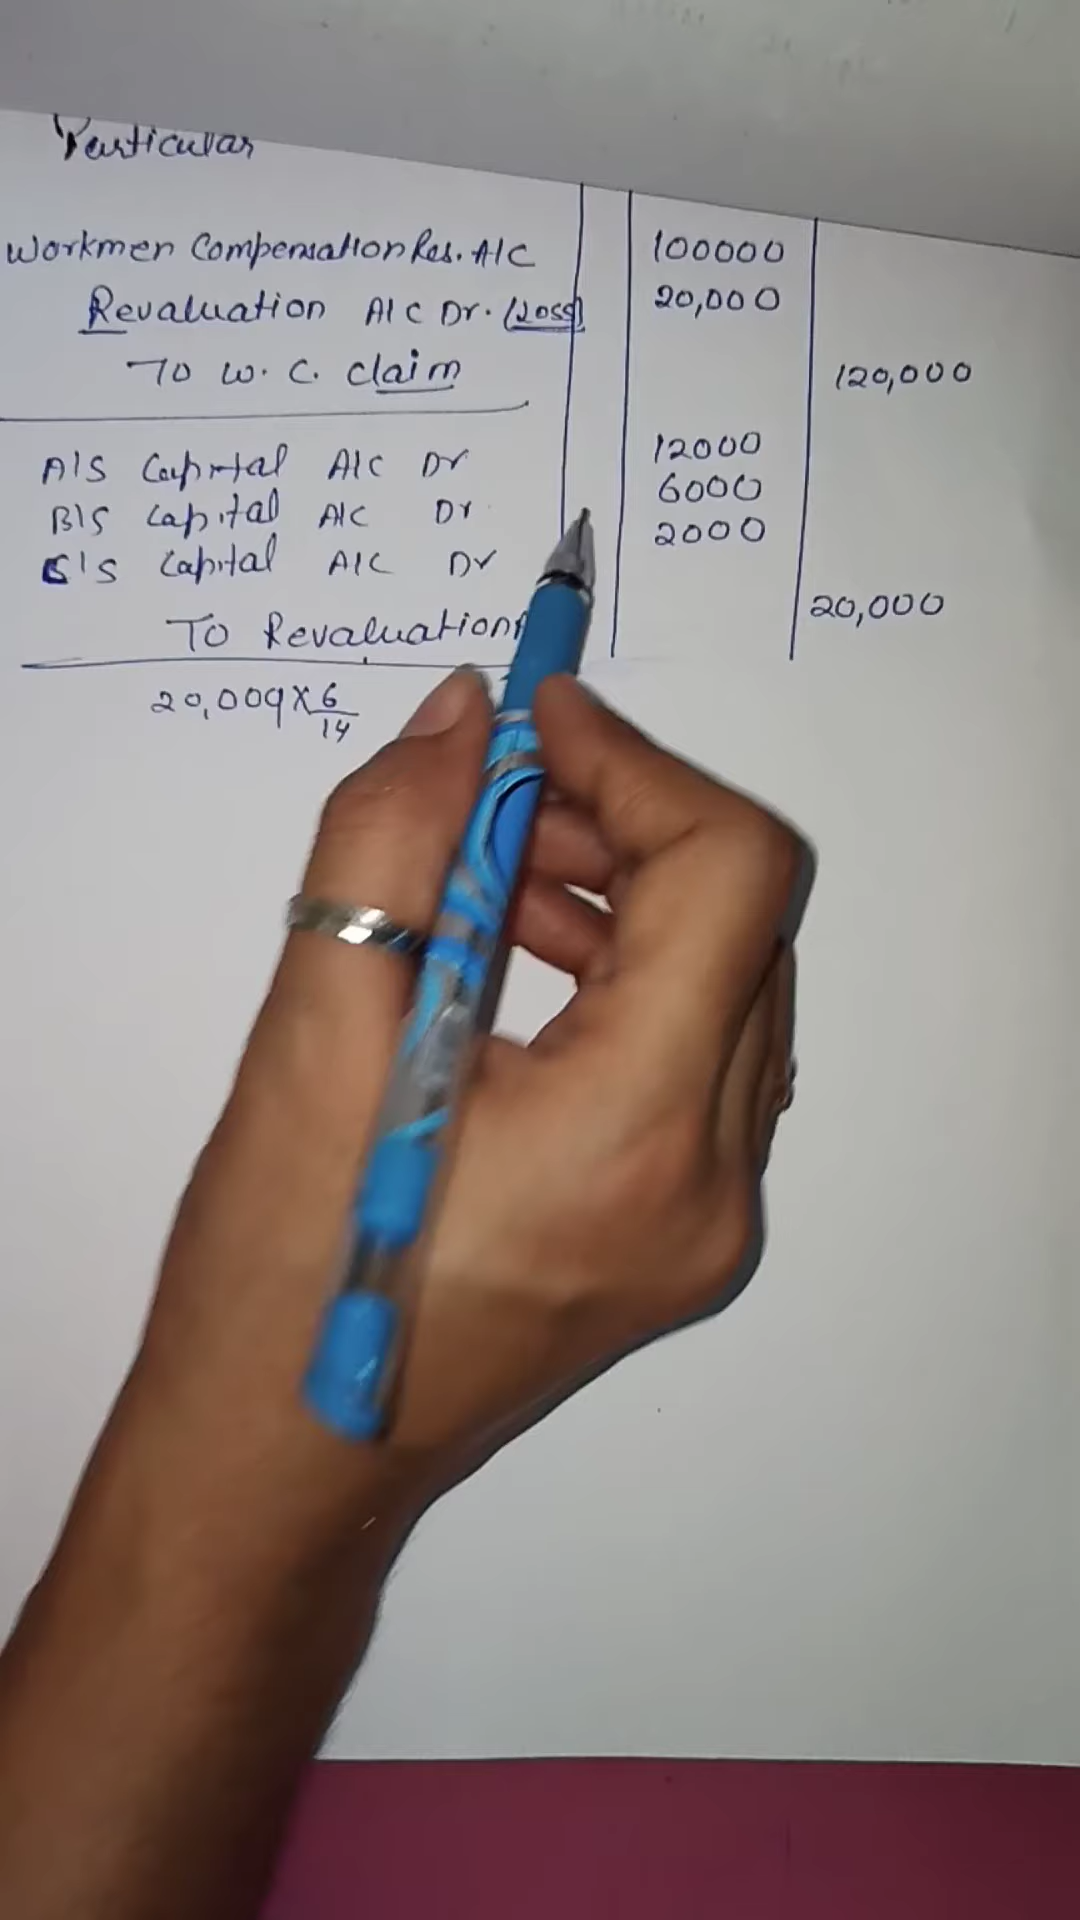 Particular
Workmen Compensation Res. A/C 100000
Revaluation A/C Dr. (Loss) 20,000
To W. C. claim 120,000
A's Capital A/C Dr 12000
B's Capital A/C Dr 6000
C's Capital A/C Dr 2000
To Revaluation 20,000
20,000 X 6/14